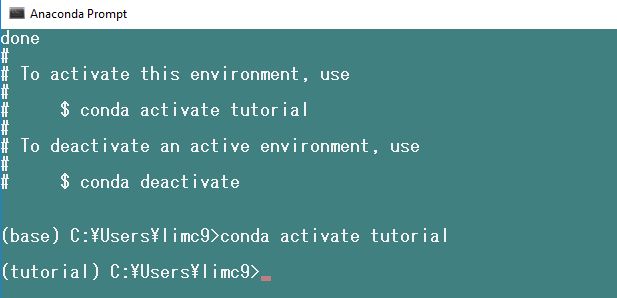 Anaconda Prompt
done
#
# To activate this environment, use
#
#     $ conda activate tutorial
#
# To deactivate an active environment, use
#
#     $ conda deactivate
(base) C:¥Users¥limc9>conda activate tutorial
(tutorial) C:¥Users¥limc9>